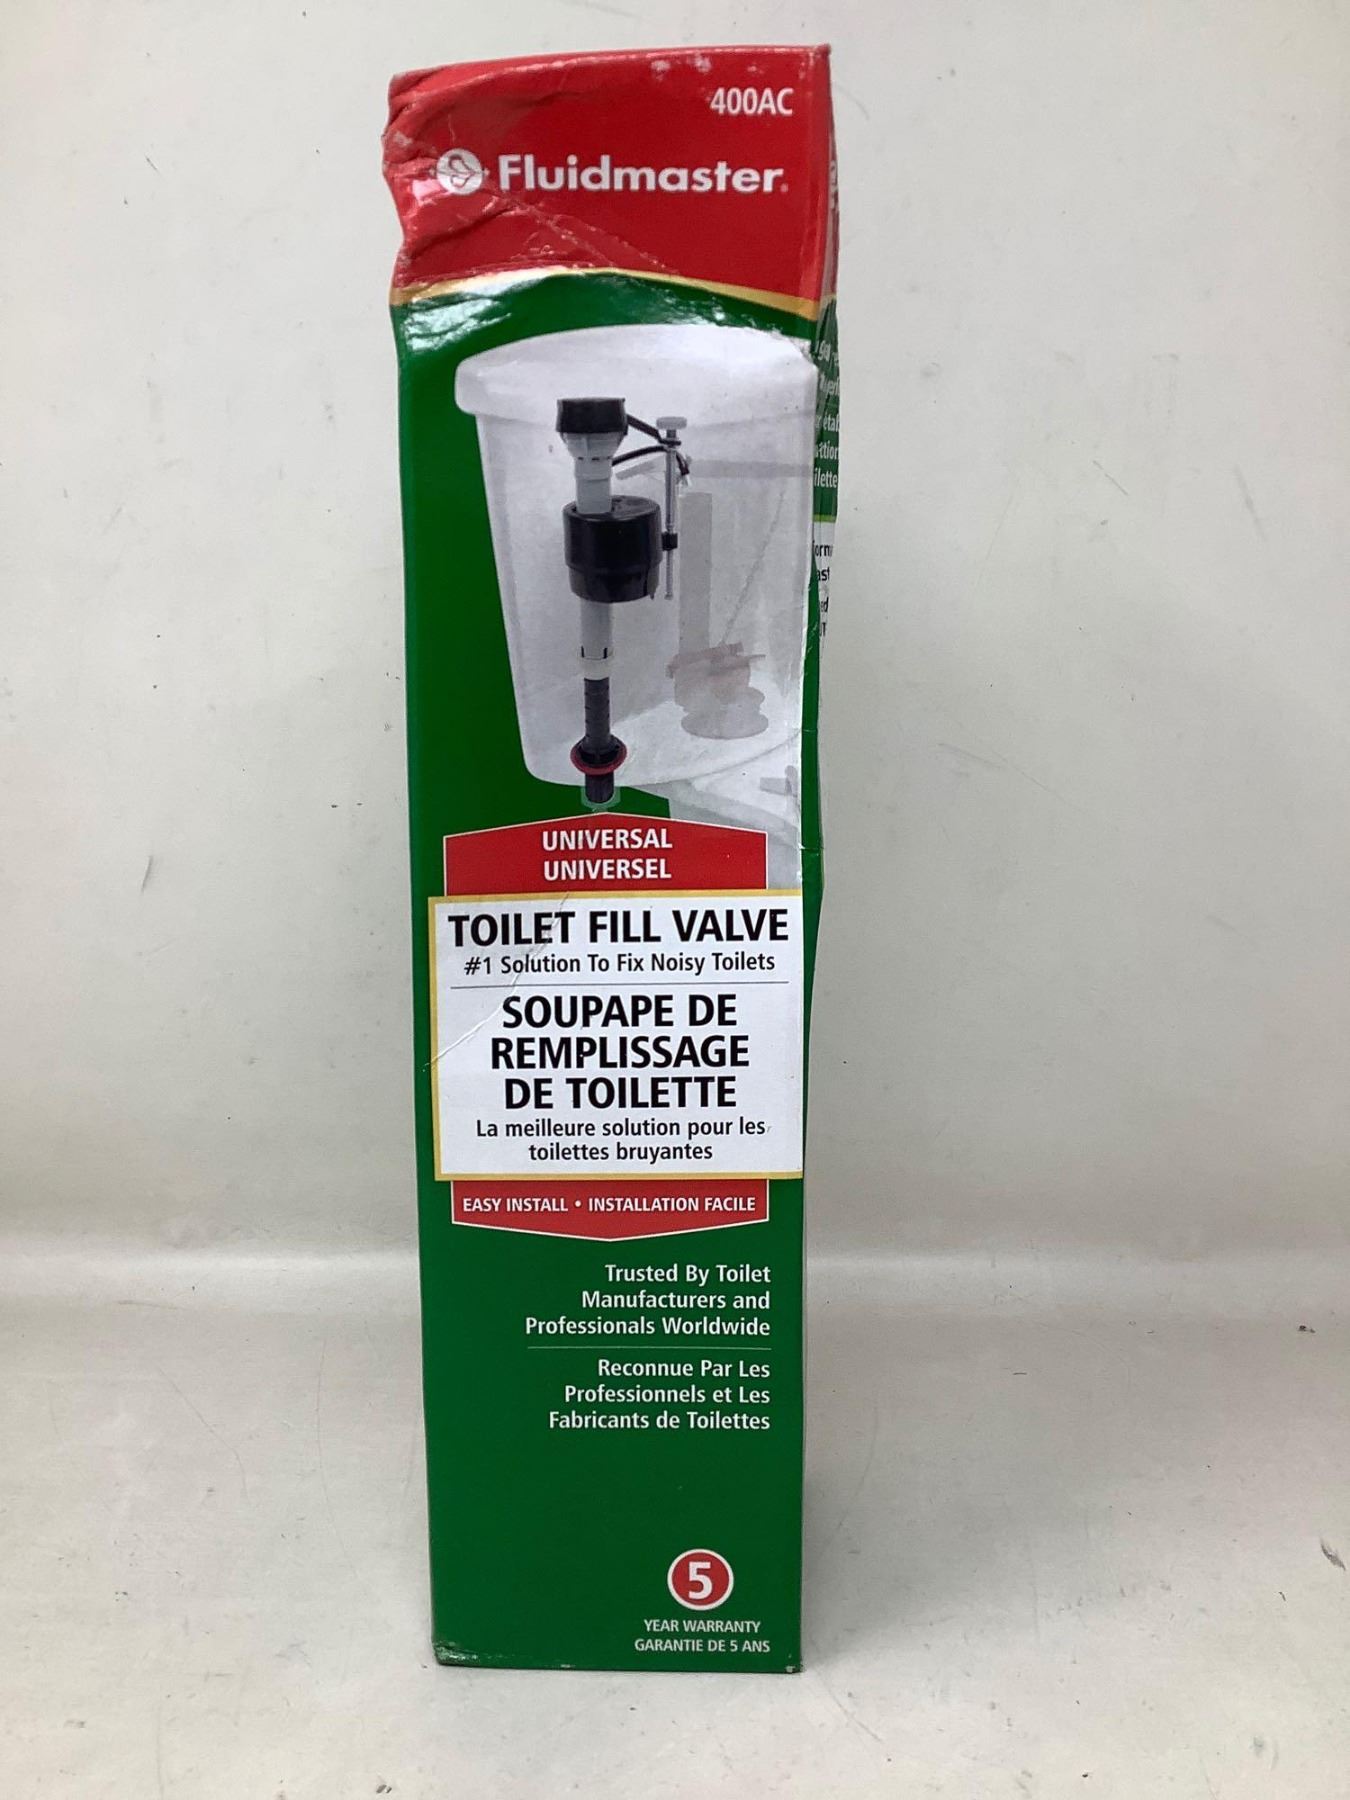 400AC
Fluidmaster
UNIVERSAL
UNIVERSEL
TOILET FILL VALVE
#1 Solution To Fix Noisy Toilets
SOUPAPE DE
REMPLISSAGE
DE TOILETTE
La meilleure solution pour les
toilettes bruyantes
EASY INSTALL • INSTALLATION FACILE
Trusted By Toilet
Manufacturers and
Professionals Worldwide
Reconnue Par Les
Professionnels et Les
Fabricants de Toilettes
5
YEAR WARRANTY
GARANTIE DE 5 ANS